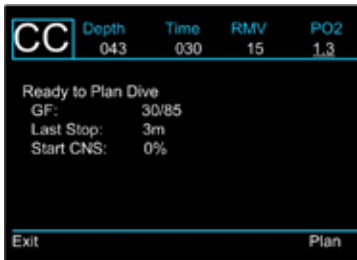 CC Depth Time RMV PO2
043 030 15 1.3
Ready to Plan Dive
GF: 30/85
Last Stop: 3m
Start CNS: 0%
Exit Plan